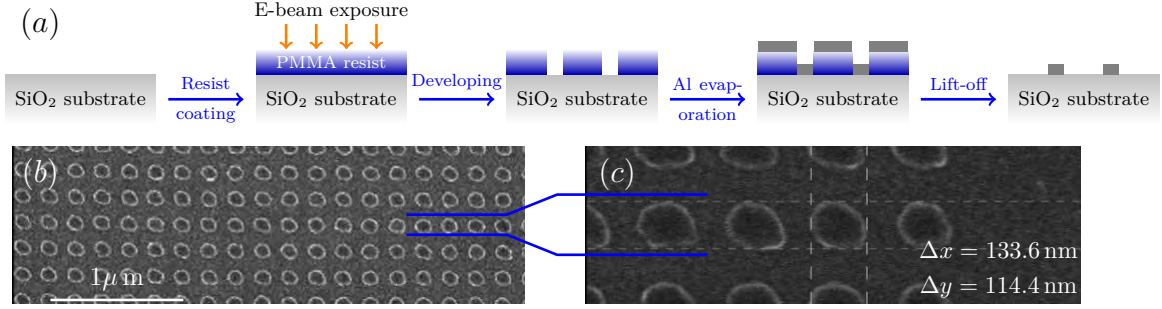 (a)
E-beam exposure
PMMA resist
SiO₂ substrate
Resist
coating
SiO₂ substrate
Developing
SiO₂ substrate
Al evap-
oration
SiO₂ substrate
Lift-off
SiO₂ substrate
(b)
1μm
(c)
Δx = 133.6 nm
Δy = 114.4 nm